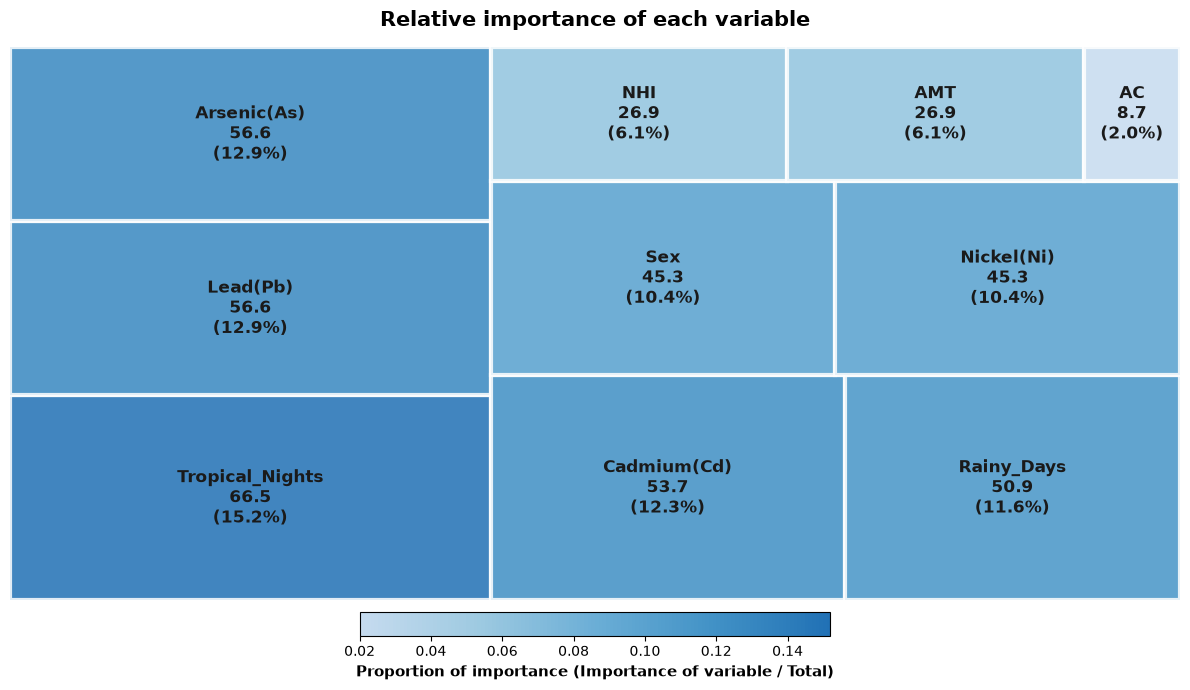 Relative importance of each variable
Arsenic(As)
56.6
(12.9%)
Lead(Pb)
56.6
(12.9%)
Tropical_Nights
66.5
(15.2%)
NHI
26.9
(6.1%)
AMT
26.9
(6.1%)
AC
8.7
(2.0%)
Sex
45.3
(10.4%)
Nickel(Ni)
45.3
(10.4%)
Cadmium(Cd)
53.7
(12.3%)
Rainy_Days
50.9
(11.6%)
0.02 0.04 0.06 0.08 0.10 0.12 0.14
Proportion of importance (Importance of variable / Total)